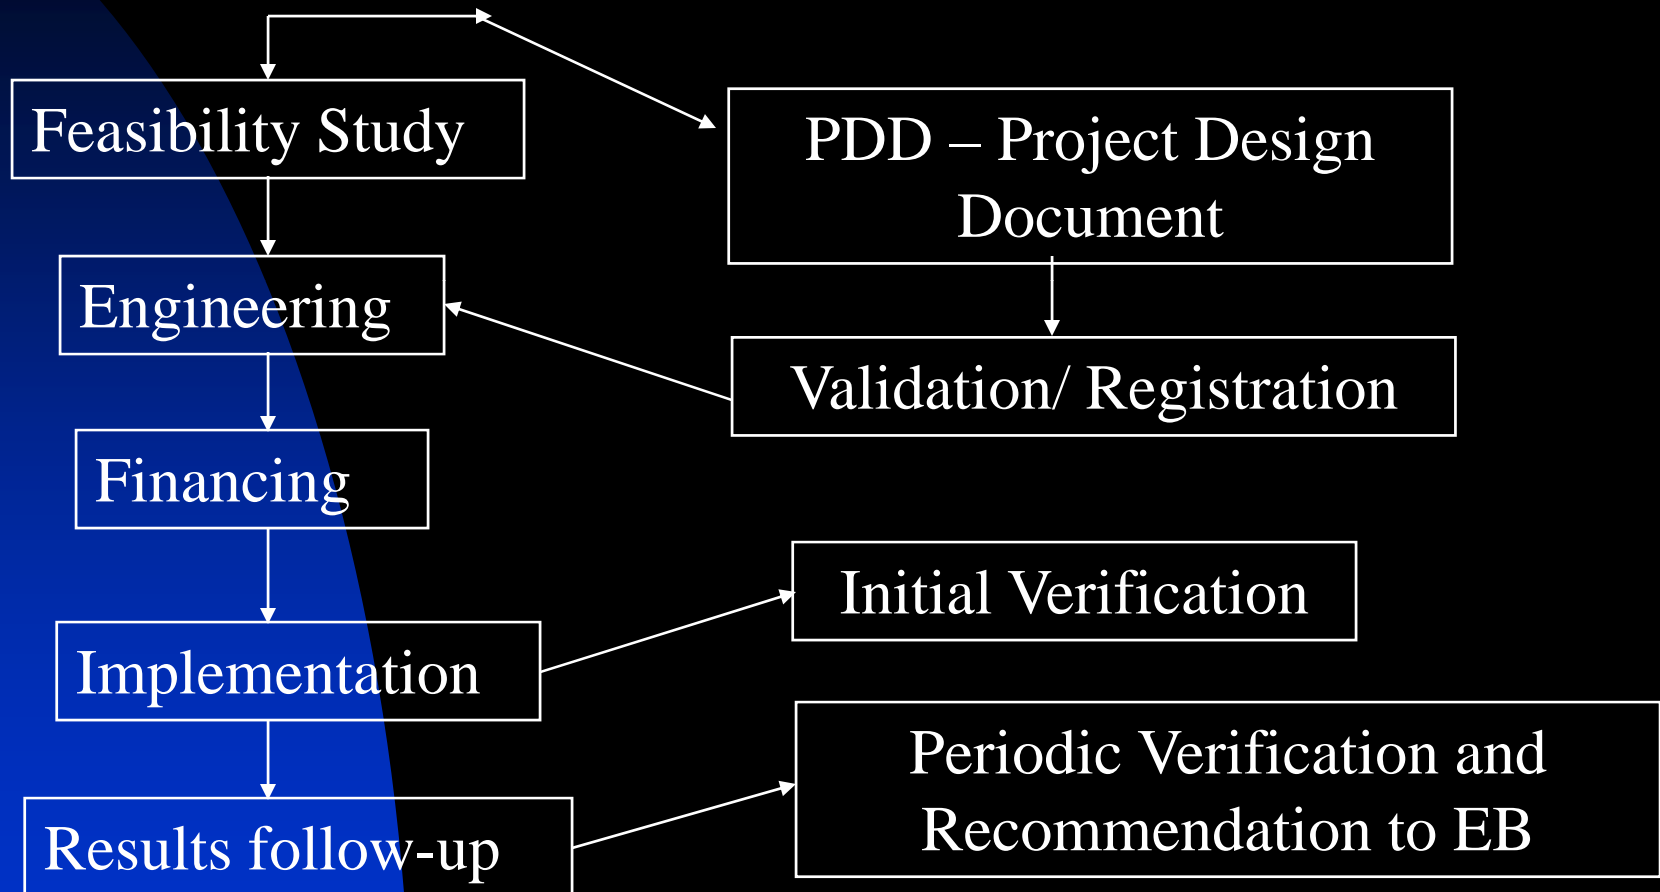 Feasibility Study
PDD – Project Design
Document
Engineering
Validation/ Registration
Financing
Initial Verification
Implementation
Periodic Verification and
Recommendation to EB
Results follow-up